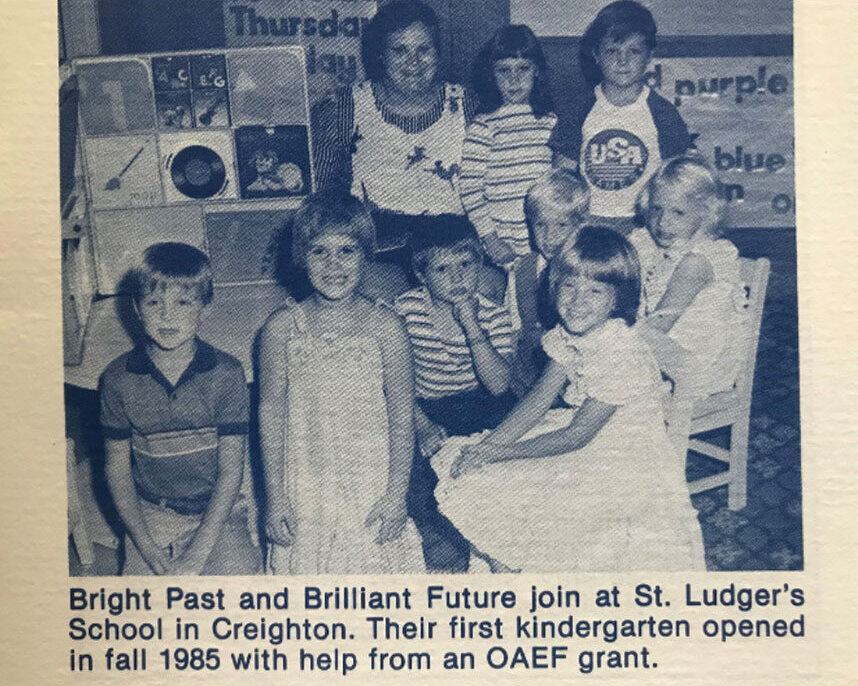 Thursday
day
purple
USA
blue
Bright Past and Brilliant Future join at St. Ludger's
School in Creighton. Their first kindergarten opened
in fall 1985 with help from an OAEF grant.